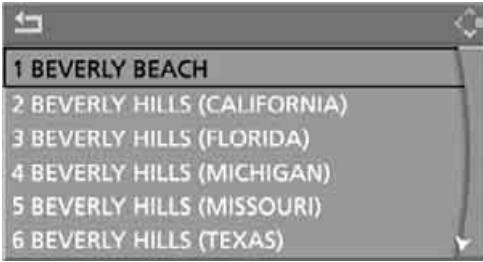 1 BEVERLY BEACH
2 BEVERLY HILLS (CALIFORNIA)
3 BEVERLY HILLS (FLORIDA)
4 BEVERLY HILLS (MICHIGAN)
5 BEVERLY HILLS (MISSOURI)
6 BEVERLY HILLS (TEXAS)